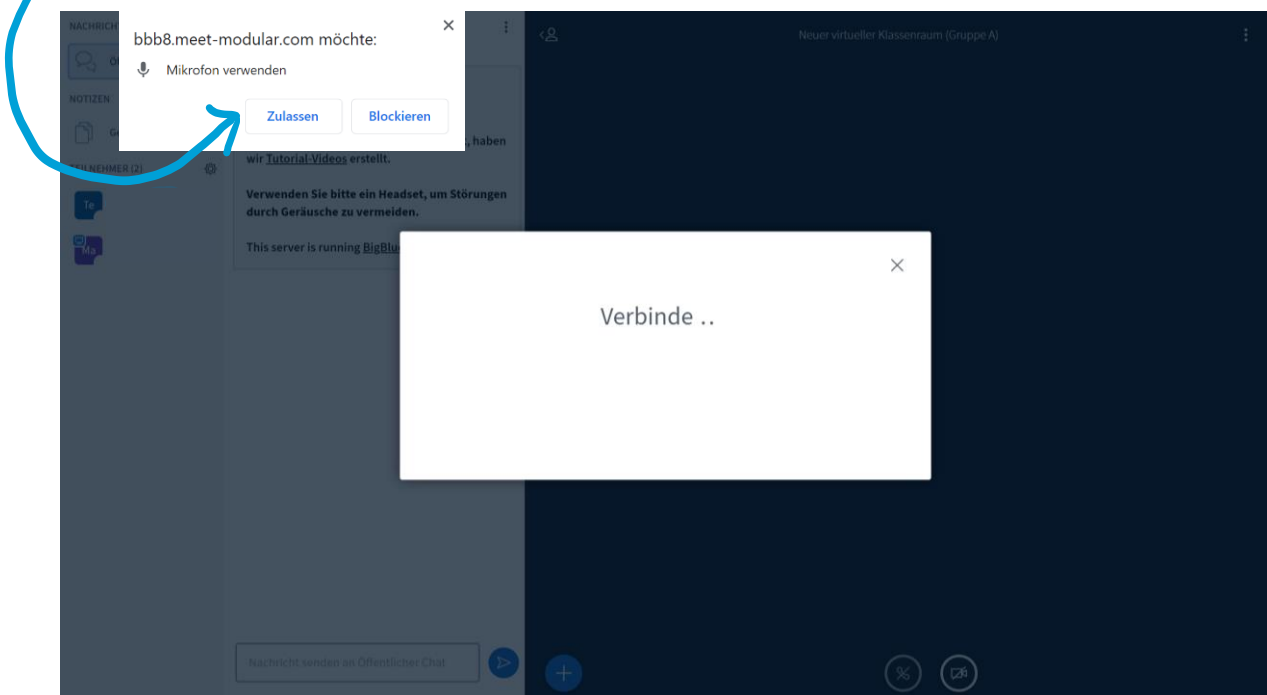 NACHRICH
bbb8.meet-modular.com möchte:
Mikrofon verwenden
Zulassen
Blockieren
Neuer virtueller Klassenraum (Gruppe A)
NOTIZEN
TEILNEHMER (2)
Te
Ma
, haben
wir Tutorial-Videos erstellt.
Verwenden Sie bitte ein Headset, um Störungen
durch Geräusche zu vermeiden.
This server is running BigBlu
Verbinde ..
Nachricht senden an Öffentlicher Chat